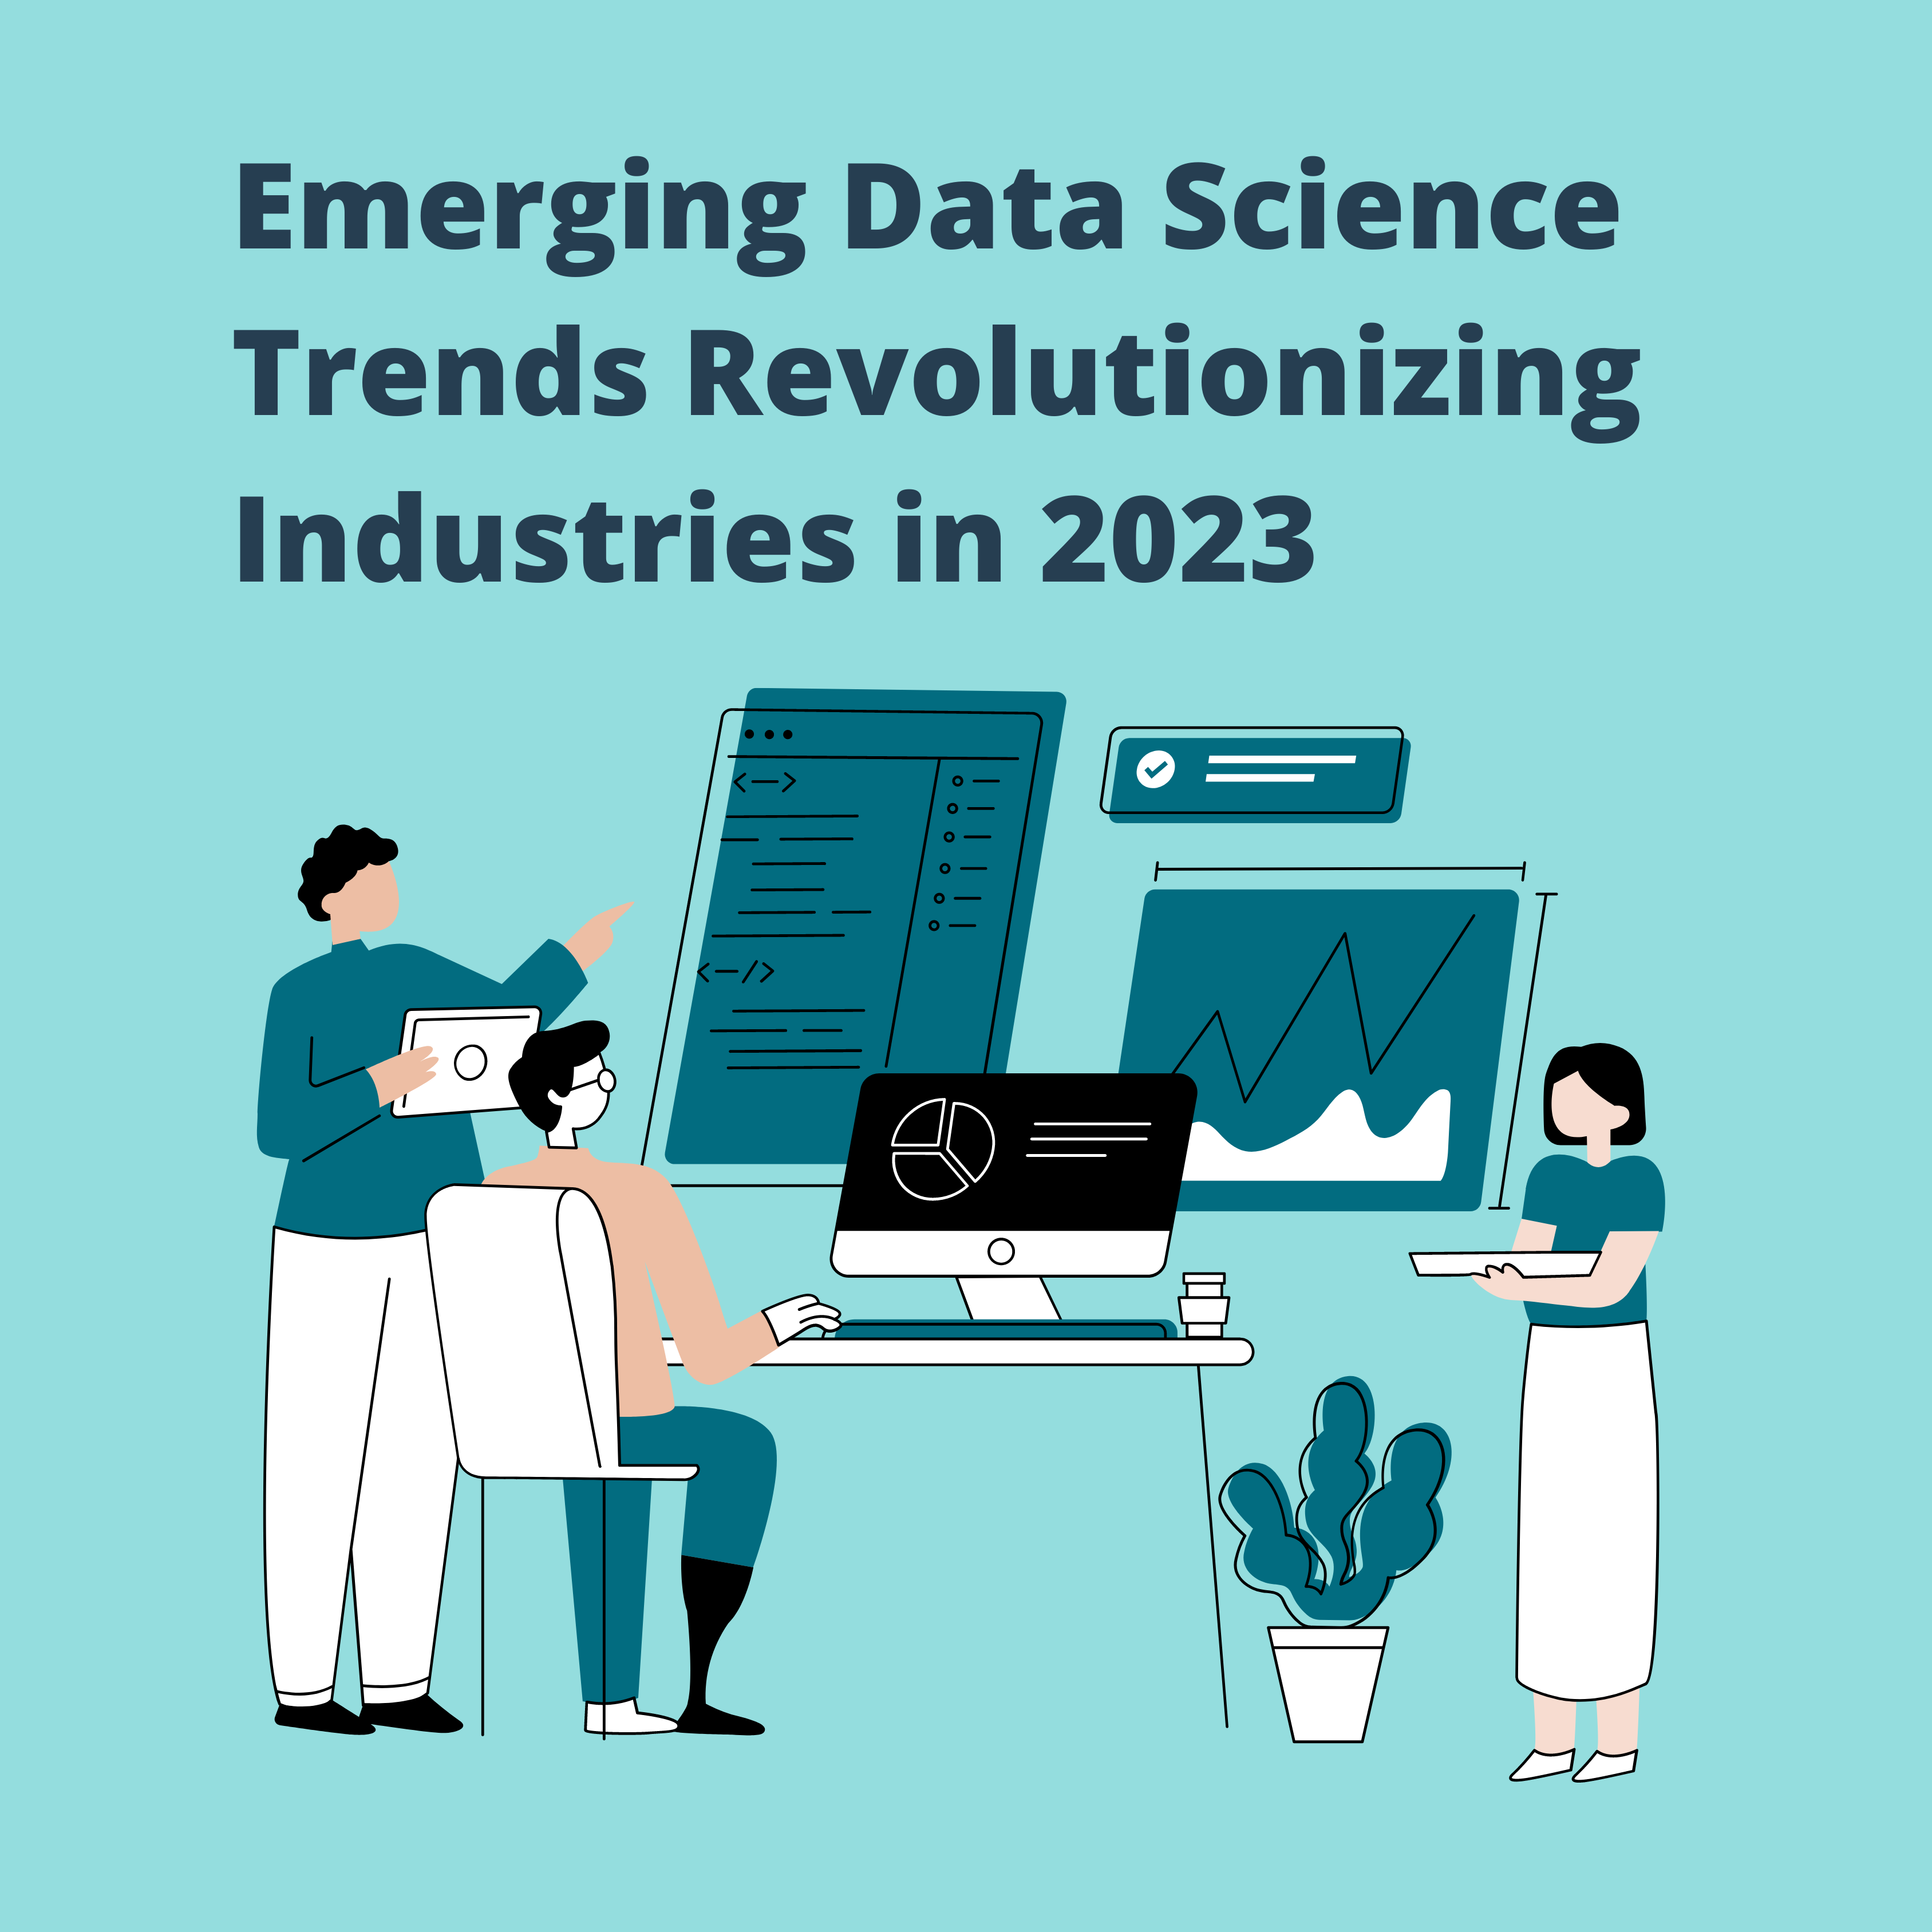 Emerging Data Science
Trends Revolutionizing
Industries in 2023